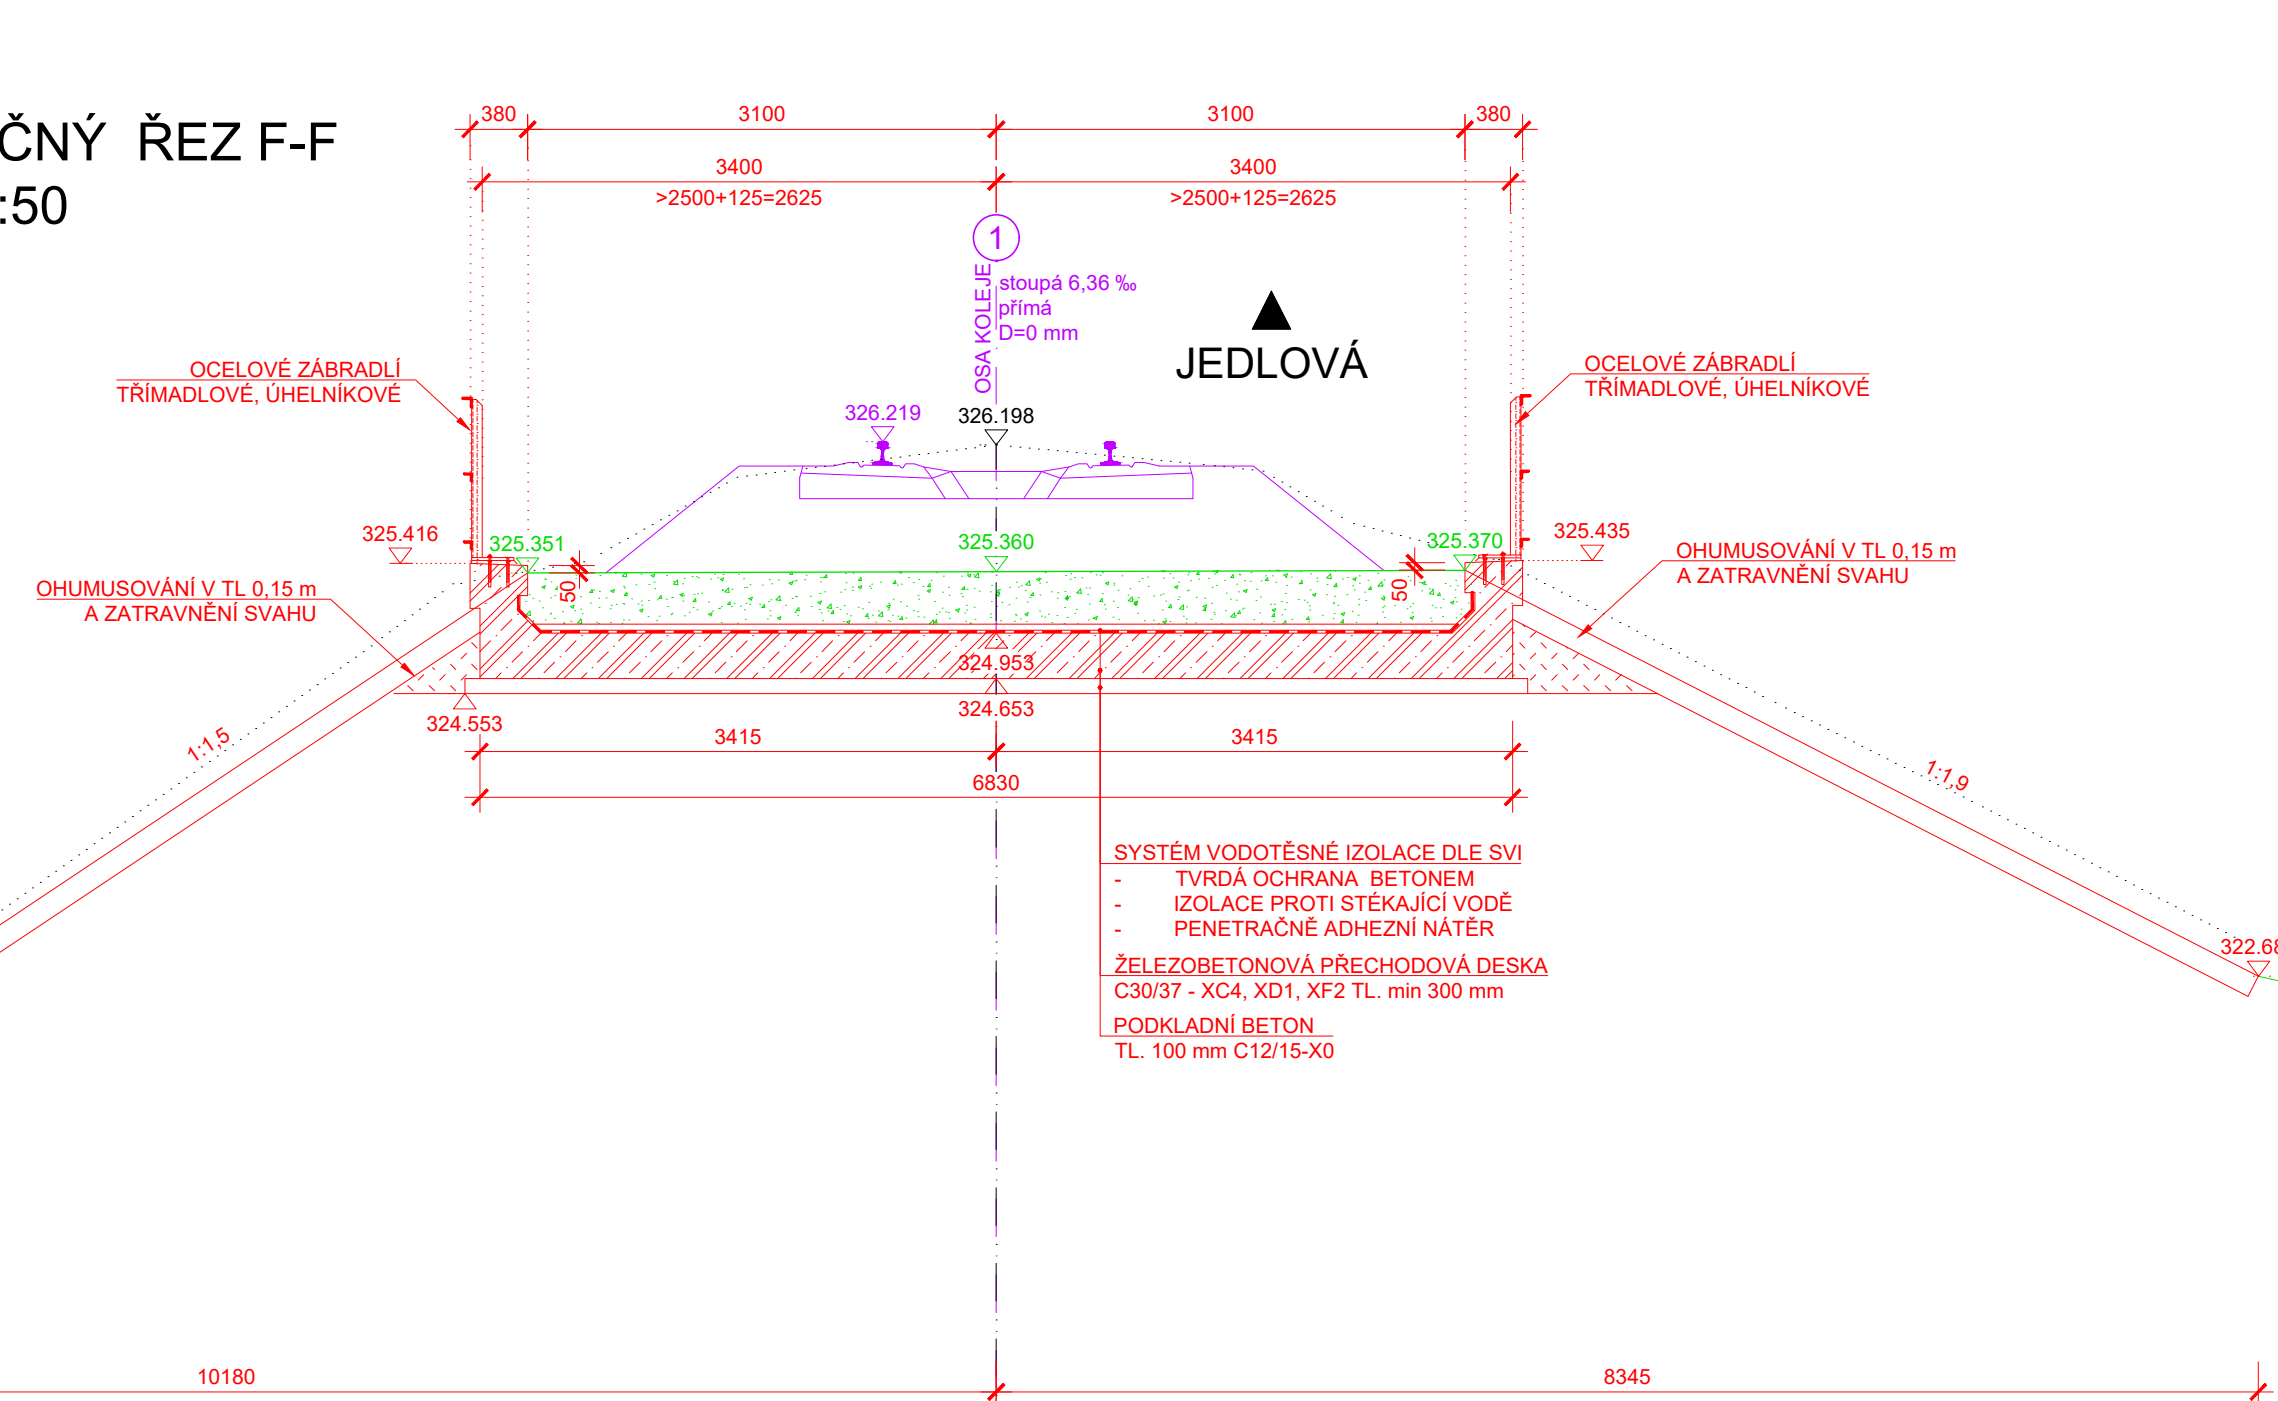 ČNÝ ŘEZ F-F
:50
380
3100
3100
380
3400
3400
>2500+125=2625
>2500+125=2625
1
OSA KOLEJE
stoupá 6,36 ‰
přímá
D=0 mm
JEDLOVÁ
OCELOVÉ ZÁBRADLÍ
TŘÍMADLOVÉ, ÚHELNÍKOVÉ
OCELOVÉ ZÁBRADLÍ
TŘÍMADLOVÉ, ÚHELNÍKOVÉ
326.219
326.198
325.416
325.351
325.360
325.370
325.435
OHUMUSOVÁNÍ V TL 0,15 m
A ZATRAVNĚNÍ SVAHU
OHUMUSOVÁNÍ V TL 0,15 m
A ZATRAVNĚNÍ SVAHU
50
50
324.953
324.553
324.653
1:1,5
3415
3415
1:1,9
6830
SYSTÉM VODOTĚSNÉ IZOLACE DLE SVI
- TVRDÁ OCHRANA BETONEM
- IZOLACE PROTI STÉKAJÍCÍ VODĚ
- PENETRAČNĚ ADHEZNÍ NÁTĚR
322.68
ŽELEZOBETONOVÁ PŘECHODOVÁ DESKA
C30/37 - XC4, XD1, XF2 TL. min 300 mm
PODKLADNÍ BETON
TL. 100 mm C12/15-X0
10180
8345